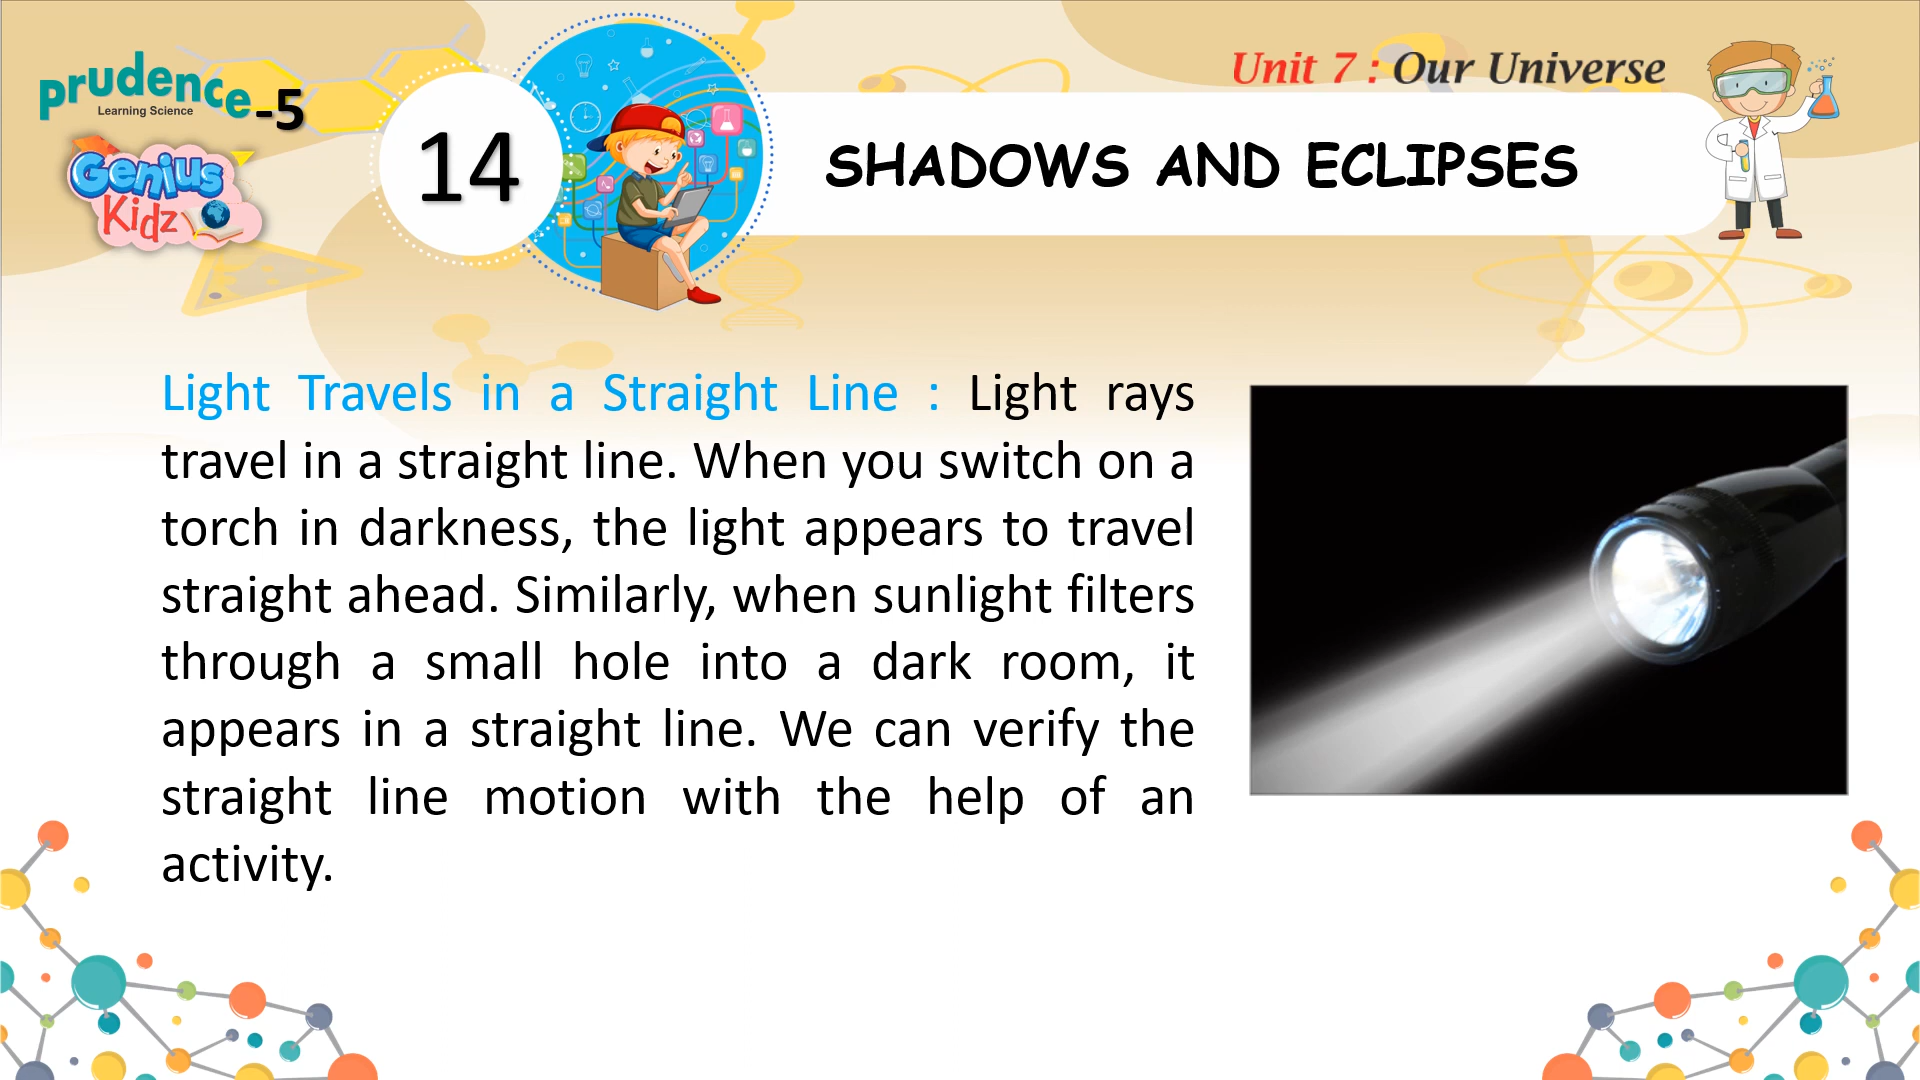 prudence-5
Learning Science
Genius
Kidz
14
Unit 7 : Our Universe
SHADOWS AND ECLIPSES
Light Travels in a Straight Line : Light rays
travel in a straight line. When you switch on a
torch in darkness, the light appears to travel
straight ahead. Similarly, when sunlight filters
through a small hole into a dark room, it
appears in a straight line. We can verify the
straight line motion with the help of an
activity.